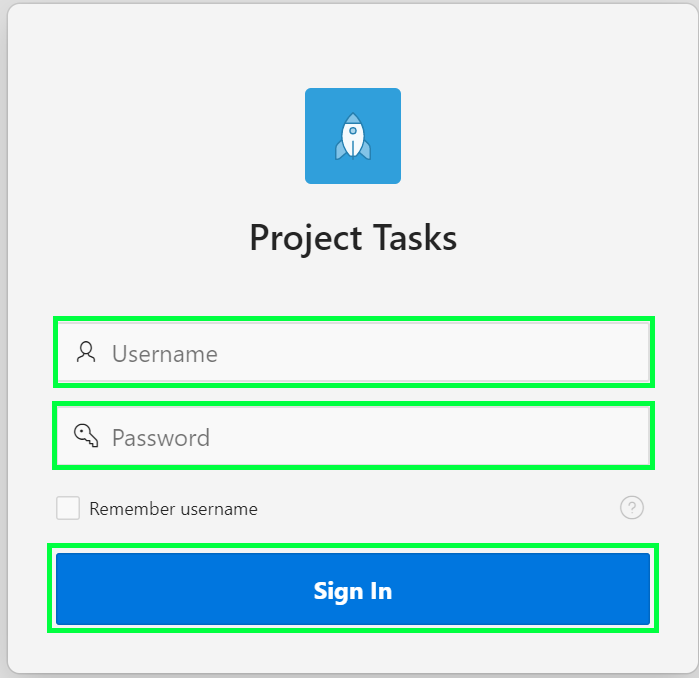 Project Tasks
Username
Password
Remember username
?
Sign In